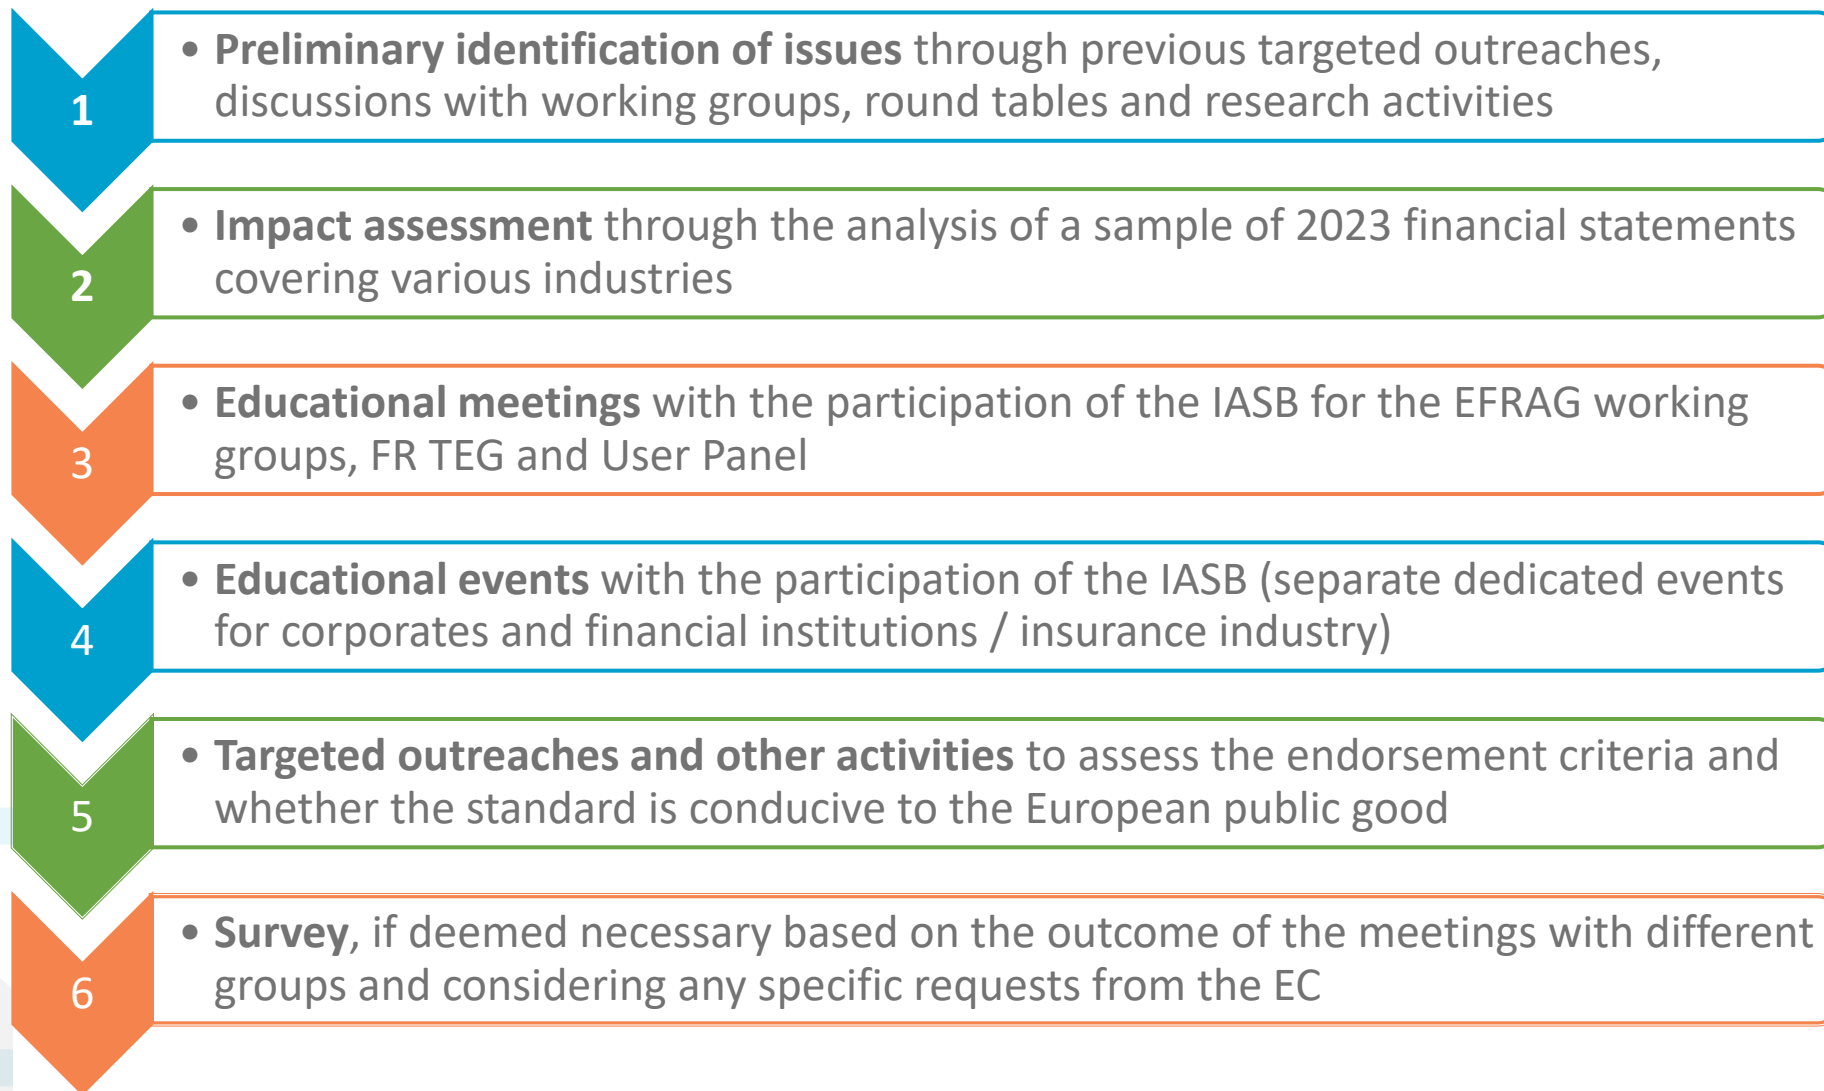 1
• Preliminary identification of issues through previous targeted outreaches,
discussions with working groups, round tables and research activities
2
• Impact assessment through the analysis of a sample of 2023 financial statements
covering various industries
3
• Educational meetings with the participation of the IASB for the EFRAG working
groups, FR TEG and User Panel
4
• Educational events with the participation of the IASB (separate dedicated events
for corporates and financial institutions / insurance industry)
5
• Targeted outreaches and other activities to assess the endorsement criteria and
whether the standard is conducive to the European public good
6
• Survey, if deemed necessary based on the outcome of the meetings with different
groups and considering any specific requests from the EC